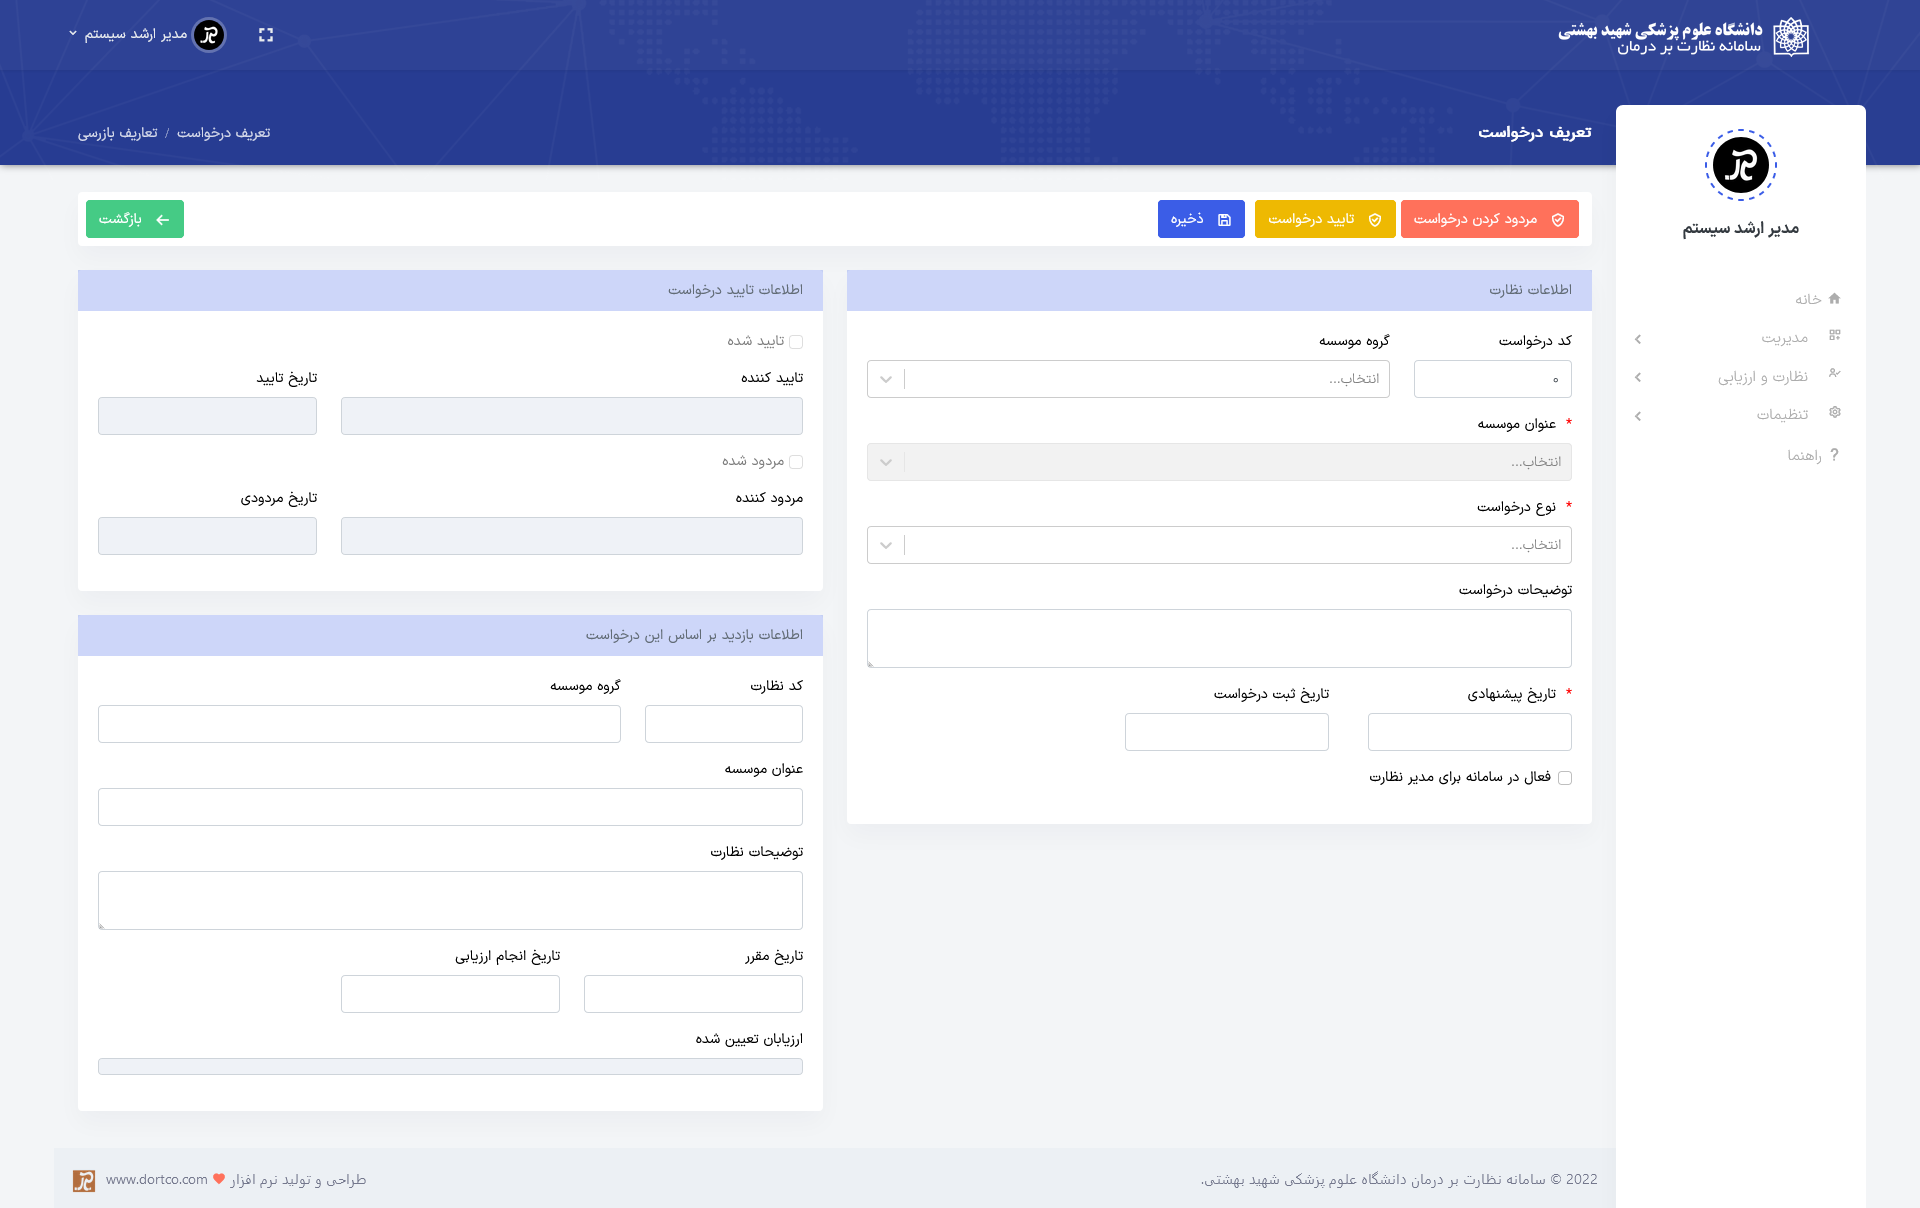 دانشگاه علوم پزشکی شهید بهشتی
سامانه نظارت بر درمان
مدیر ارشد سیستم
تعریف درخواست
تعریف درخواست / تعاریف بازرسی
مدیر ارشد سیستم
خانه
مدیریت
نظارت و ارزیابی
تنظیمات
راهنما
مردود کردن درخواست
تایید درخواست
ذخیره
بازگشت
اطلاعات نظارت
کد درخواست
گروه موسسه
۰
انتخاب...
* عنوان موسسه
انتخاب...
* نوع درخواست
انتخاب...
توضیحات درخواست
* تاریخ پیشنهادی
تاریخ ثبت درخواست
فعال در سامانه برای مدیر نظارت
اطلاعات تایید درخواست
تایید شده
تایید کننده
تاریخ تایید
مردود شده
مردود کننده
تاریخ مردودی
اطلاعات بازدید بر اساس این درخواست
کد نظارت
گروه موسسه
عنوان موسسه
توضیحات نظارت
تاریخ مقرر
تاریخ انجام ارزیابی
ارزیابان تعیین شده
2022 © سامانه نظارت بر درمان دانشگاه علوم پزشکی شهید بهشتی.
طراحی و تولید نرم افزار ♥ www.dortco.com